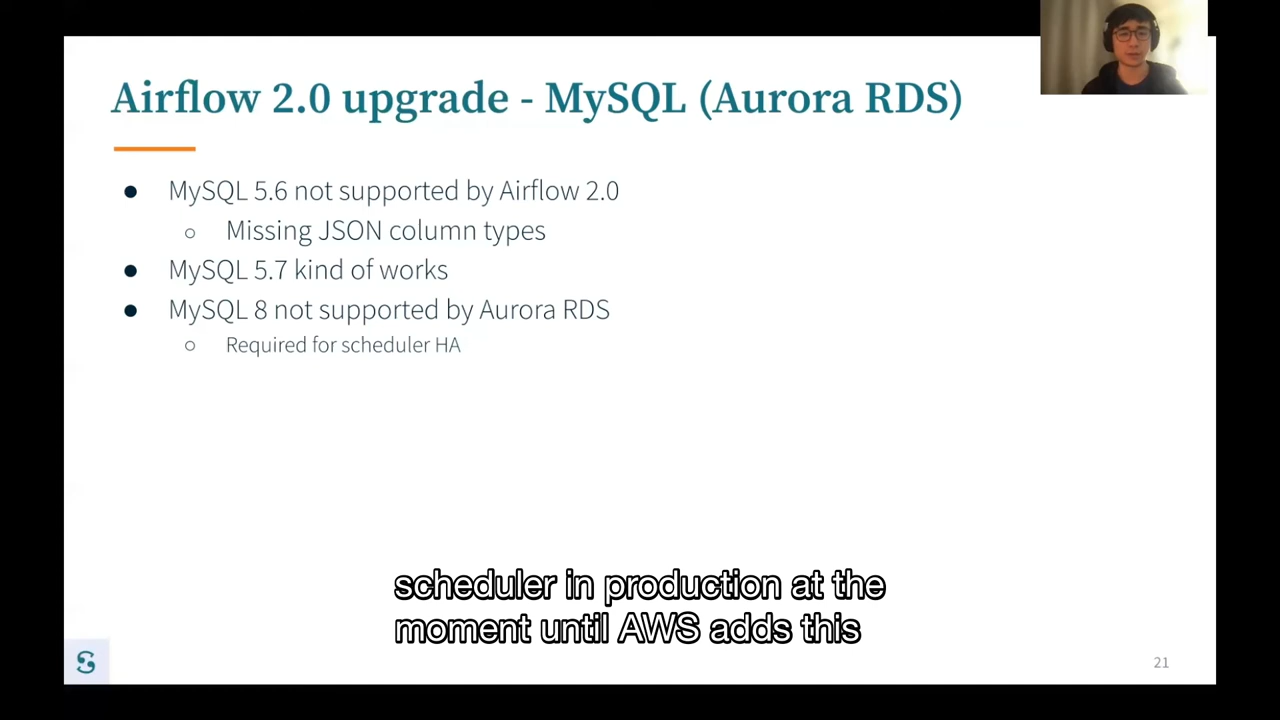 Airflow 2.0 upgrade - MySQL (Aurora RDS)
● MySQL 5.6 not supported by Airflow 2.0
○ Missing JSON column types
● MySQL 5.7 kind of works
● MySQL 8 not supported by Aurora RDS
○ Required for scheduler HA
scheduler in production at the
moment until AWS adds this
21